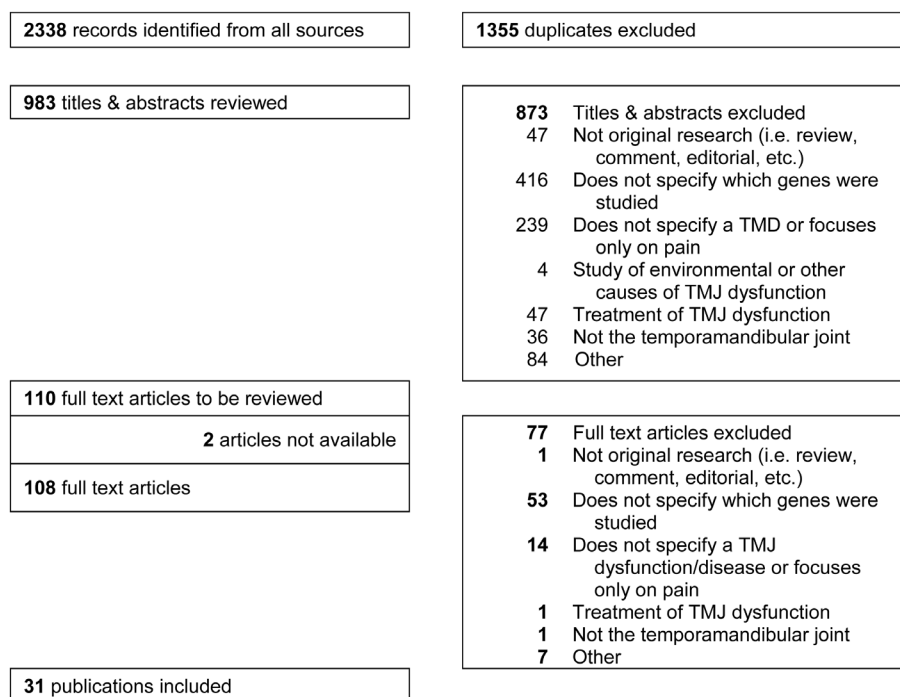 2338 records identified from all sources
1355 duplicates excluded
983 titles & abstracts reviewed
873 Titles & abstracts excluded
47 Not original research (i.e. review,
comment, editorial, etc.)
416 Does not specify which genes were
studied
239 Does not specify a TMD or focuses
only on pain
4 Study of environmental or other
causes of TMJ dysfunction
47 Treatment of TMJ dysfunction
36 Not the temporamandibular joint
84 Other
110 full text articles to be reviewed
2 articles not available
108 full text articles
77 Full text articles excluded
1 Not original research (i.e. review,
comment, editorial, etc.)
53 Does not specify which genes were
studied
14 Does not specify a TMJ
dysfunction/disease or focuses
only on pain
1 Treatment of TMJ dysfunction
1 Not the temporamandibular joint
7 Other
31 publications included